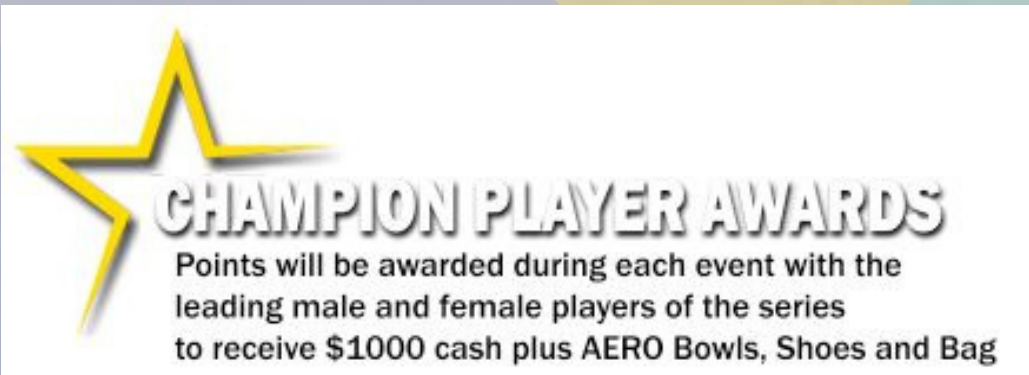 CHAMPION PLAYER AWARDS
Points will be awarded during each event with the
leading male and female players of the series
to receive $1000 cash plus AERO Bowls, Shoes and Bag